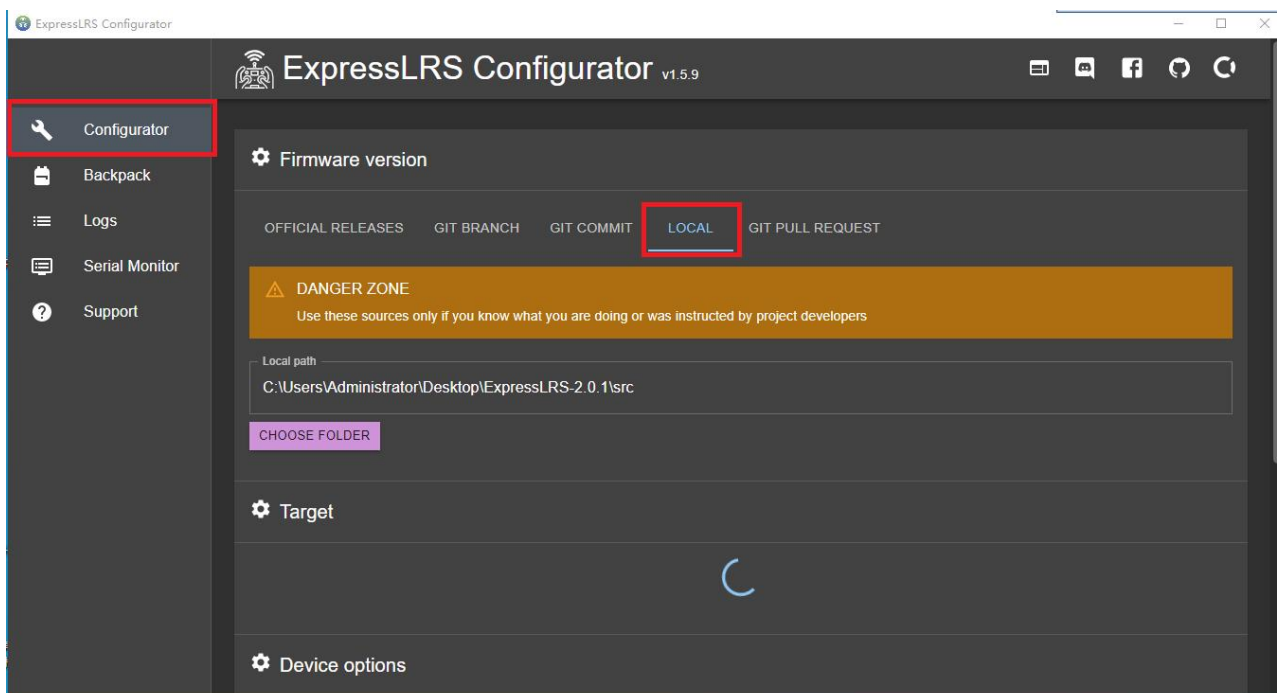 ExpressLRS Configurator
ExpressLRS Configurator v1.5.9
Configurator
Backpack
Logs
Serial Monitor
Support
Firmware version
OFFICIAL RELEASES GIT BRANCH GIT COMMIT LOCAL GIT PULL REQUEST
DANGER ZONE
Use these sources only if you know what you are doing or was instructed by project developers
Local path
C:\Users\Administrator\Desktop\ExpressLRS-2.0.1\src
CHOOSE FOLDER
Target
Device options